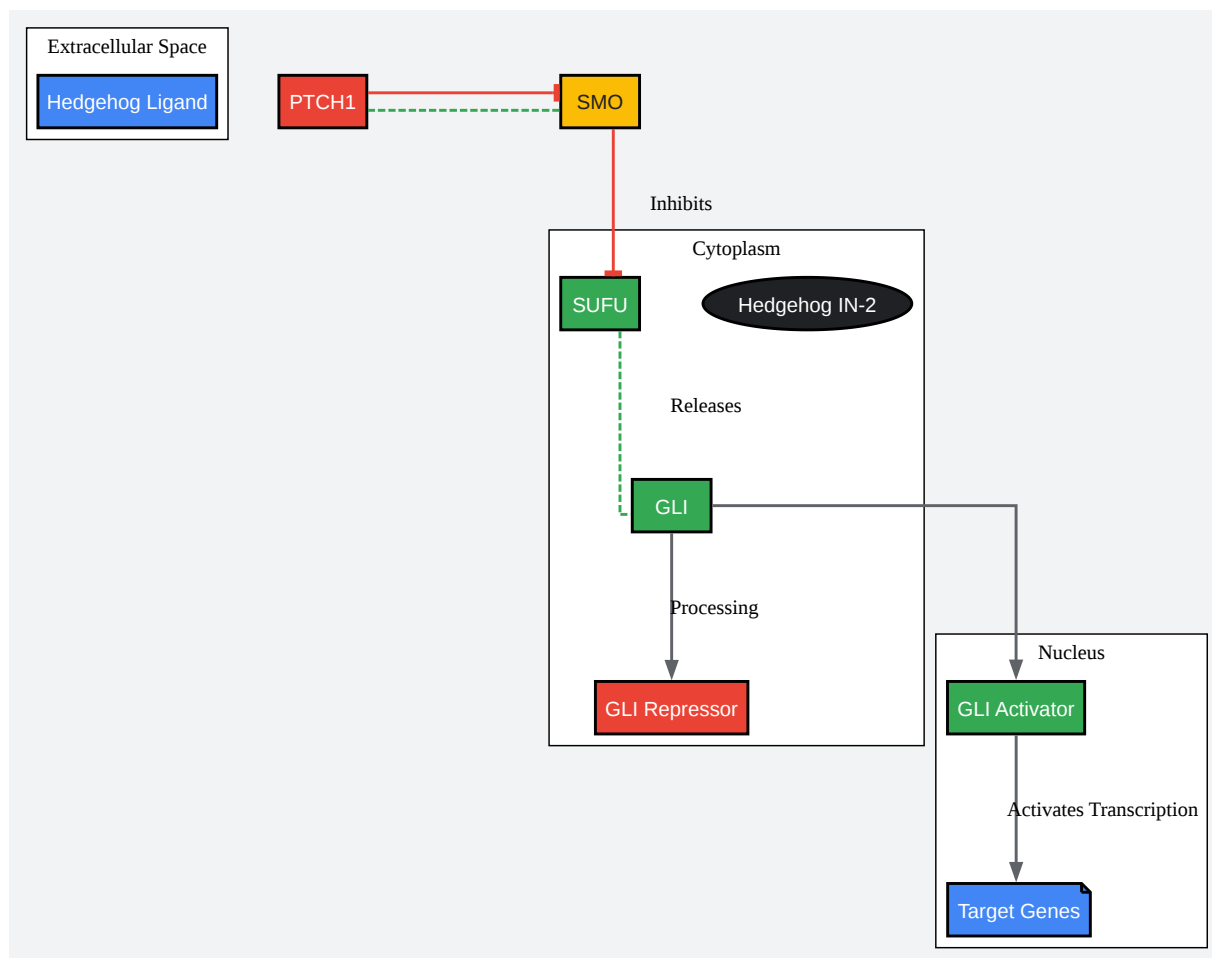 Extracellular Space
Hedgehog Ligand
PTCH1
SMO
Inhibits
Cytoplasm
SUFU
Hedgehog IN-2
Releases
GLI
Processing
Nucleus
GLI Repressor
GLI Activator
Activates Transcription
Target Genes